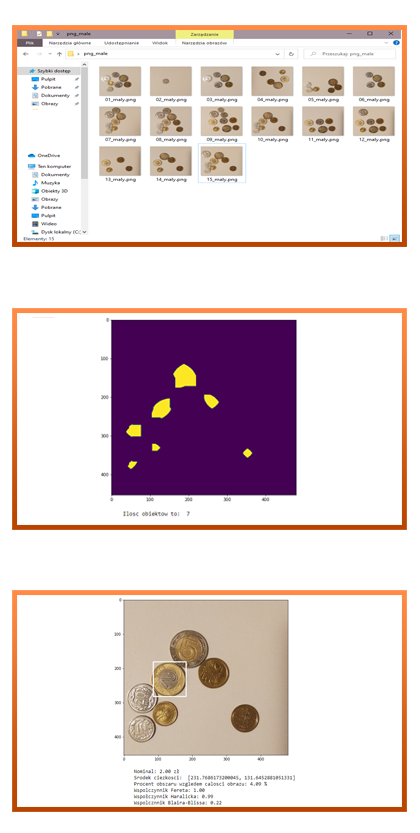 png_male
Zarządzanie
Plik
Narzędzia główne
Udostępnianie
Widok
Narzędzia obrazów
png_male
Przeszukaj: png_male
Szybki dostęp
Pulpit
Pobrane
Dokumenty
Obrazy
OneDrive
Ten komputer
Dokumenty
Muzyka
Obiekty 3D
Obrazy
Pobrane
Pulpit
Wideo
Dysk lokalny (C:
Elementy: 15
01_maly.png 02_maly.png 03_maly.png 04_maly.png 05_maly.png 06_maly.png
07_maly.png 08_maly.png 09_maly.png 10_maly.png 11_maly.png 12_maly.png
13_maly.png 14_maly.png 15_maly.png
0
100
200
300
400
0 100 200 300 400
Ilosc obiektow to: 7
0
100
200
300
400
0 100 200 300 400
Nominal: 2.00 zl
Srodek ciezkosci: [231.7680173200045, 131.6452881051331]
Procent obszaru wzgledem calosci obrazu: 4.09 %
Wspolczynnik Fereta: 1.00
Wspolczynnik Haralicka: 0.99
Wspolczynnik Blaira-Blissa: 0.22